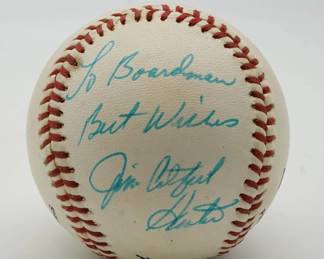 To Boardman
Best Wishes
Jim Catfish
Hunter